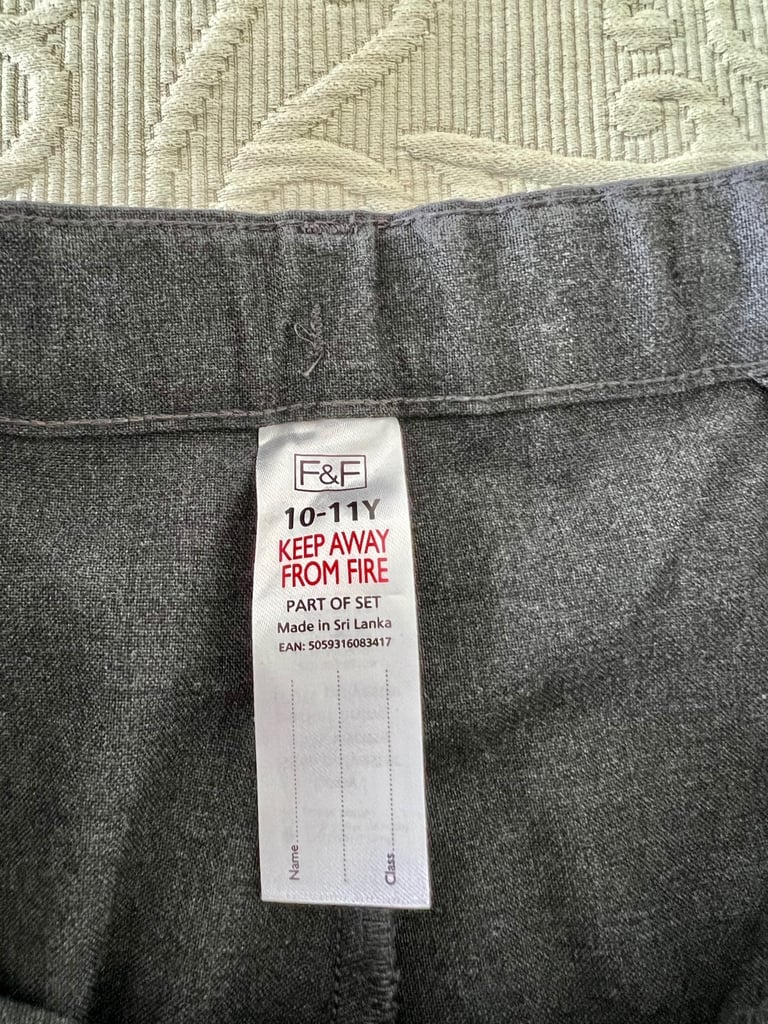 F&F
10-11Y
KEEP AWAY
FROM FIRE
PART OF SET
Made in Sri Lanka
EAN: 5059316083417
Name
Class